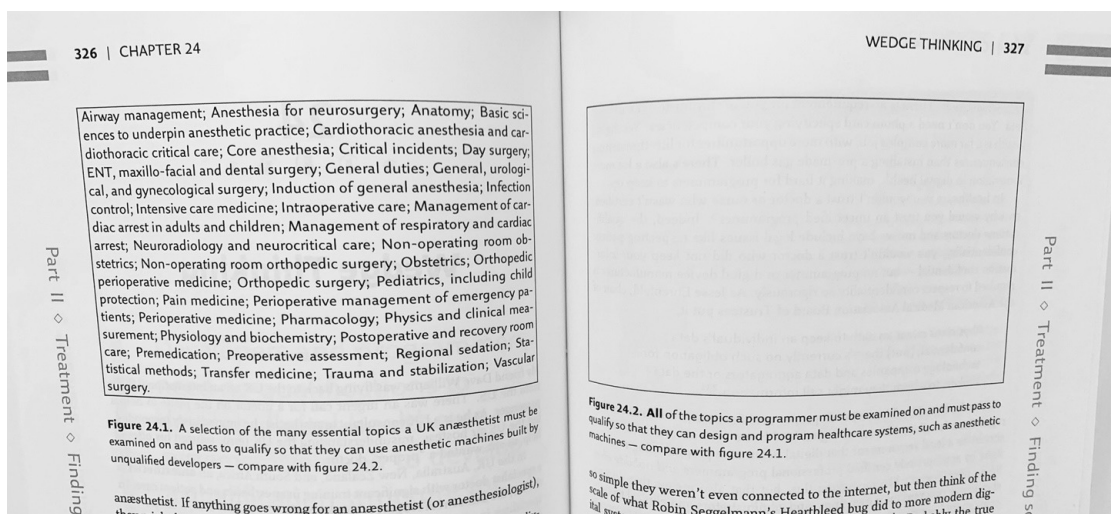 326 | CHAPTER 24
Airway management; Anesthesia for neurosurgery; Anatomy; Basic sci-
ences to underpin anesthetic practice; Cardiothoracic anesthesia and car-
diothoracic critical care; Core anesthesia; Critical incidents; Day surgery;
ENT, maxillo-facial and dental surgery; General duties; General, urologi-
cal, and gynecological surgery; Induction of general anesthesia; Infection
control; Intensive care medicine; Intraoperative care; Management of car-
diac arrest in adults and children; Management of respiratory and cardiac
arrest; Neuroradiology and neurocritical care; Non-operating room ob-
stetrics; Non-operating room orthopedic surgery; Obstetrics; Orthopedic
perioperative medicine; Orthopedic surgery; Pediatrics, including child
protection; Pain medicine; Perioperative management of emergency pa-
tients; Perioperative medicine; Pharmacology; Physics and clinical mea-
surement; Physiology and biochemistry; Postoperative and recovery room
care; Premedication; Preoperative assessment; Regional sedation; Sta-
tistical methods; Transfer medicine; Trauma and stabilization; Vascular
surgery.
Figure 24.1. A selection of the many essential topics a UK anæsthetist must be
examined on and pass to qualify so that they can use anesthetic machines built by
unqualified developers — compare with figure 24.2.
anæsthetist. If anything goes wrong for an anæsthetist (or anesthesiologist),
Part II ◇ Treatment ◇ Finding
WEDGE THINKING | 327
Figure 24.2. All of the topics a programmer must be examined on and must pass to
qualify so that they can design and program healthcare systems, such as anesthetic
machines — compare with figure 24.1.
so simple they weren't even connected to the internet, but then think of the
scale of what Robin Seggelmann's Heartbleed bug did to more modern dig-
the true
Part II ◇ Treatment ◇ Finding